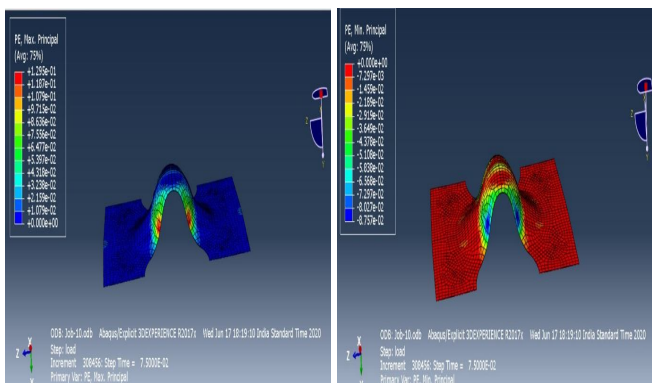 PE, Max. Principal
(Avg: 75%)
+1.295e-01
+1.187e-01
+1.079e-01
+9.715e-02
+8.636e-02
+7.556e-02
+6.477e-02
+5.397e-02
+4.318e-02
+3.238e-02
+2.159e-02
+1.079e-02
+0.000e+00
Z
Y
ODB: Job-10.odb Abaqus/Explicit 3DEXPERIENCE R2017x Wed Jun 17 18:19:10 India Standard Time 2020
Step: load
Increment 308456: Step Time = 7.5000E-02
Primary Var: PE, Max. Principal
X
Z
Y
PE, Min. Principal
(Avg: 75%)
+0.000e+00
-7.297e-03
-1.459e-02
-2.189e-02
-2.919e-02
-3.649e-02
-4.378e-02
-5.108e-02
-5.838e-02
-6.568e-02
-7.297e-02
-8.027e-02
-8.757e-02
Z
Y
ODB: Job-10.odb Abaqus/Explicit 3DEXPERIENCE R2017x Wed Jun 17 18:19:10 India Standard Time 2020
Step: load
Increment 308456: Step Time = 7.5000E-02
Primary Var: PE, Min. Principal
X
Z
Y